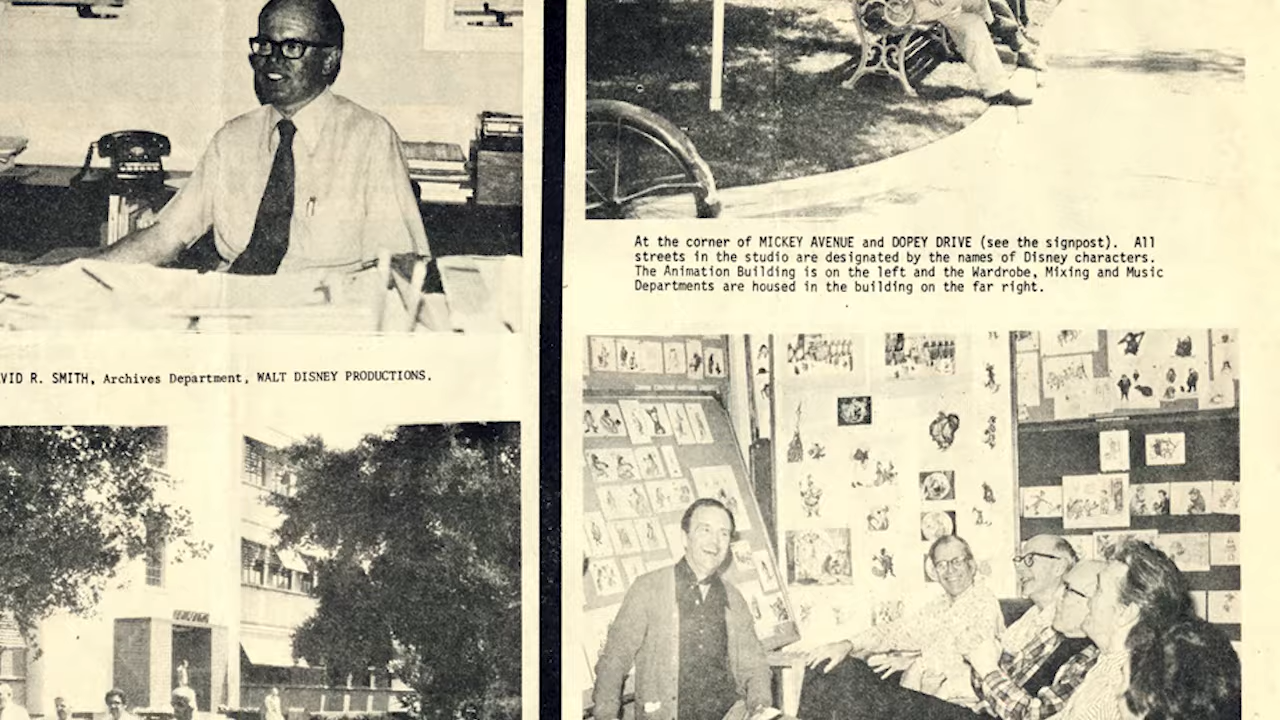 VID R. SMITH, Archives Department, WALT DISNEY PRODUCTIONS.
At the corner of MICKEY AVENUE and DOPEY DRIVE (see the signpost). All
streets in the studio are designated by the names of Disney characters.
The Animation Building is on the left and the Wardrobe, Mixing and Music
Departments are housed in the building on the far right.